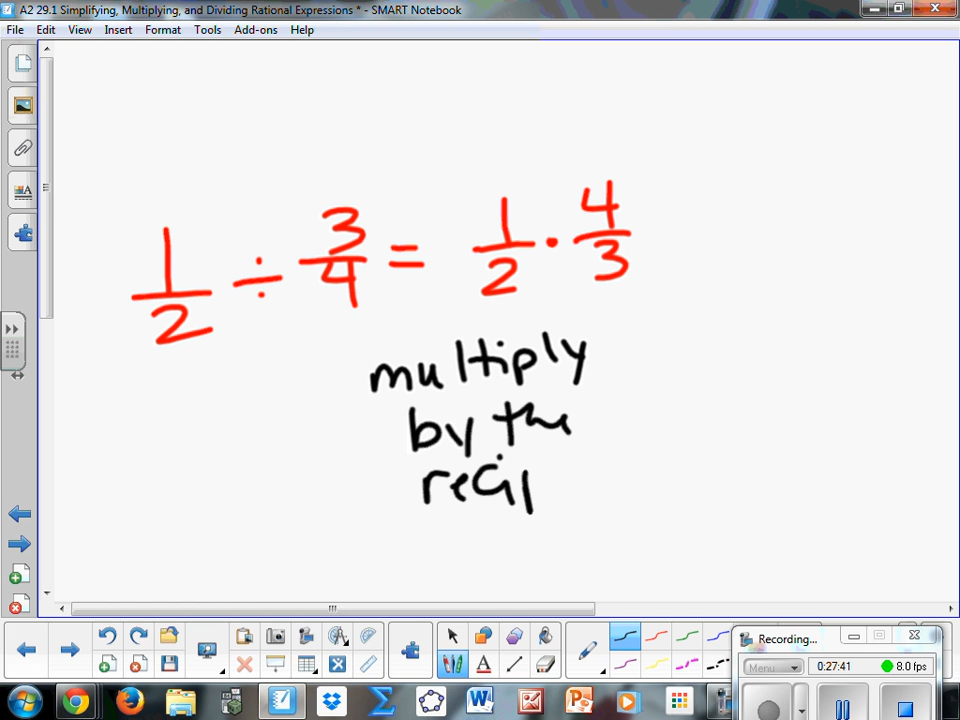 A2 29.1 Simplifying, Multiplying, and Dividing Rational Expressions * - SMART Notebook
File Edit View Insert Format Tools Add-ons Help
1/2 ÷ 3/4 = 1/2 · 4/3
multiply
by the
recip
Recording...
Menu 0:27:41 8.0 fps